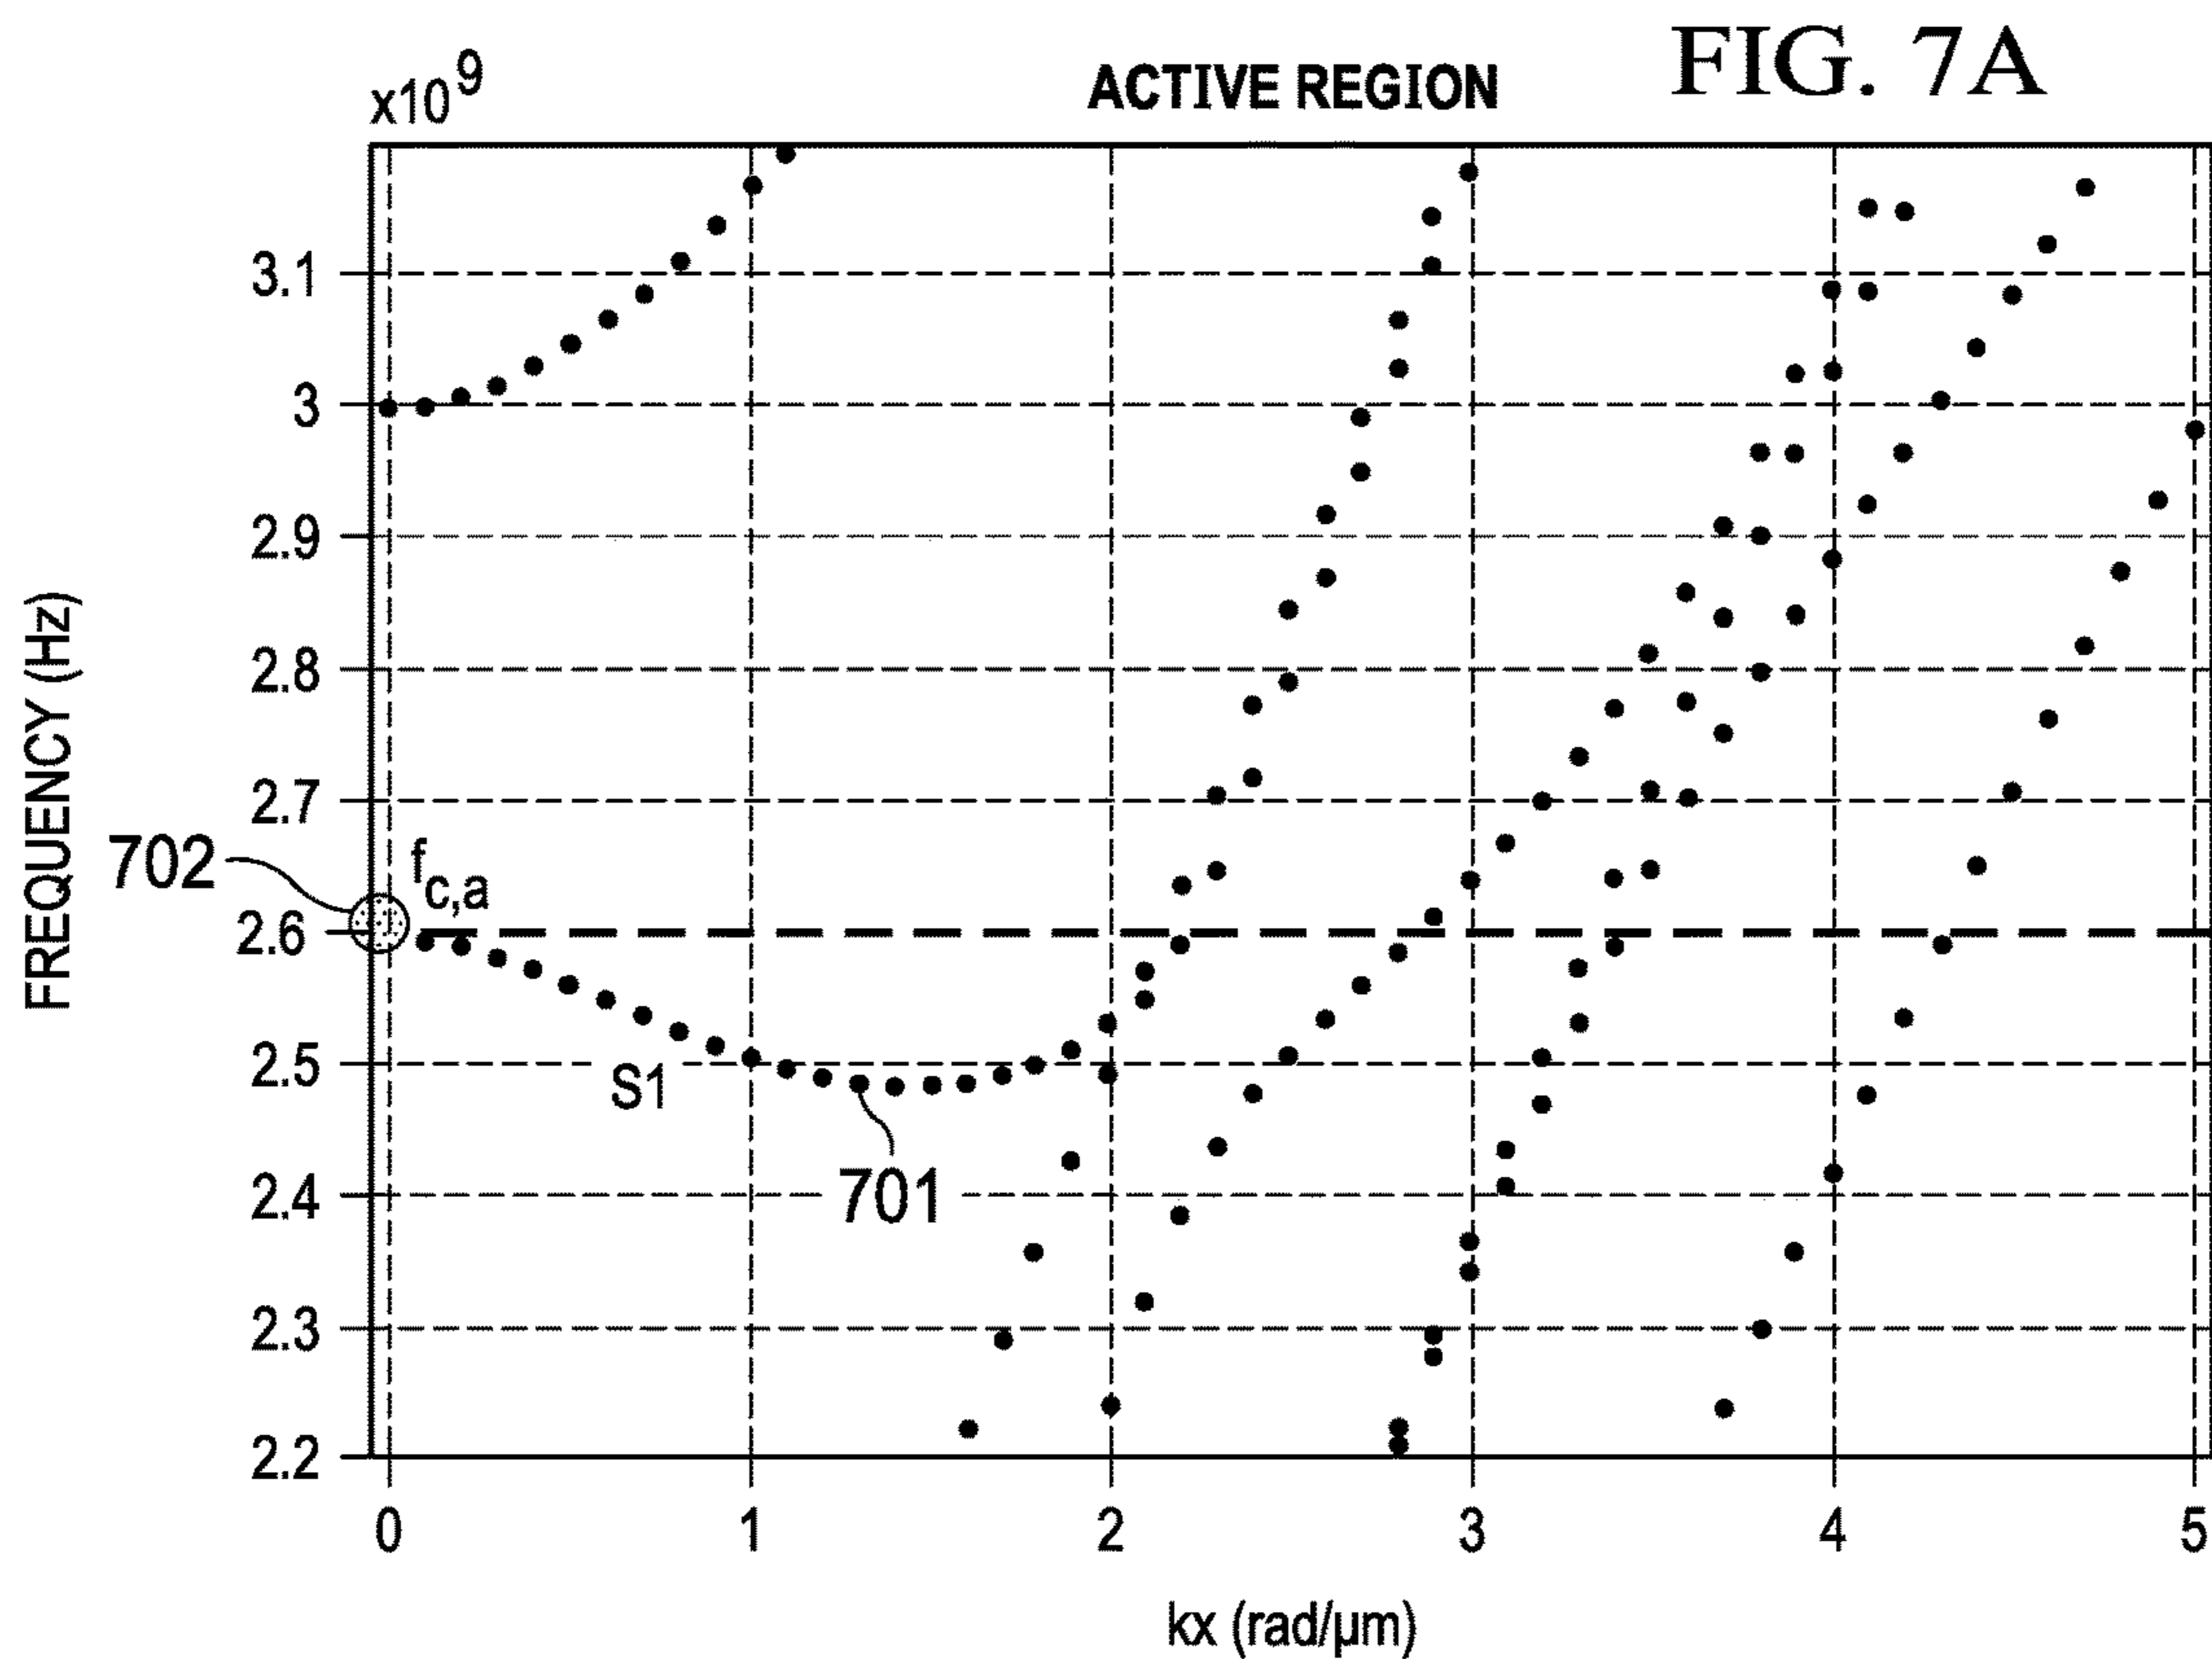 FIG. 7A
x10^9
ACTIVE REGION
FREQUENCY (Hz)
3.1
3
2.9
2.8
2.7
2.6
2.5
2.4
2.3
2.2
702
f_c,a
S1
701
0 1 2 3 4 5
kx (rad/µm)